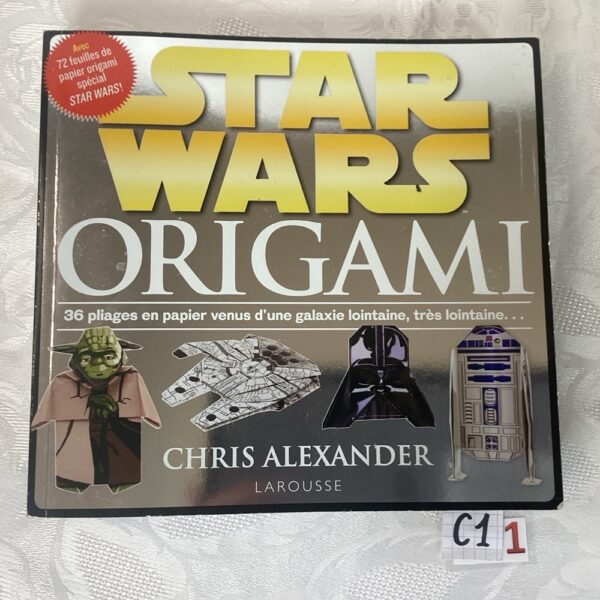 Avec
72 feuilles de
papier origami
spécial
STAR WARS!
STAR
WARS
ORIGAMI
36 pliages en papier venus d'une galaxie lointaine, très lointaine...
CHRIS ALEXANDER
LAROUSSE
C1 1